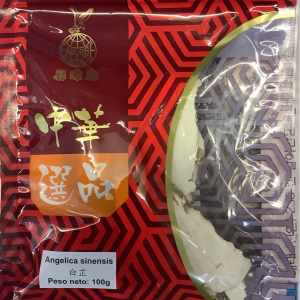 中華
選品
Angelica sinensis
白芷
Peso neto: 100g